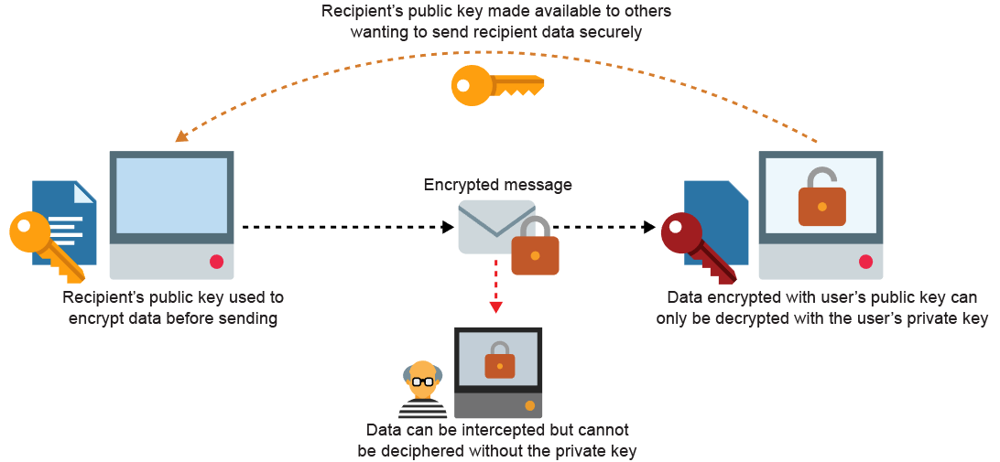 Recipient's public key made available to others
wanting to send recipient data securely
Encrypted message
Recipient's public key used to
encrypt data before sending
Data encrypted with user's public key can
only be decrypted with the user's private key
Data can be intercepted but cannot
be deciphered without the private key